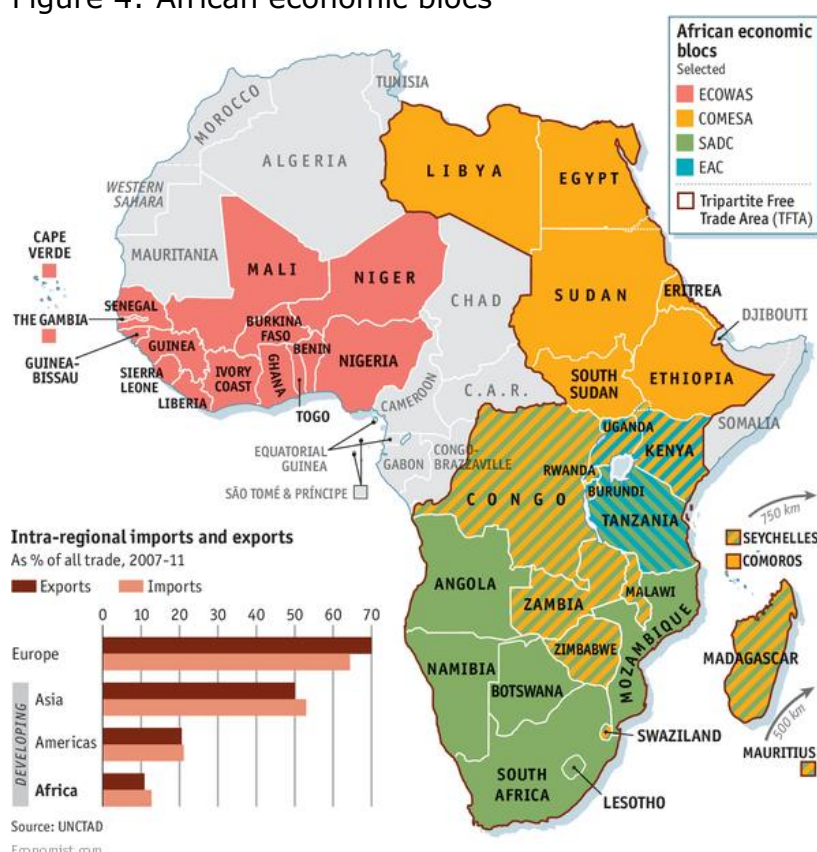 Figure 4: African economic blocs
African economic
blocs
Selected
ECOWAS
COMESA
SADC
EAC
Tripartite Free
Trade Area (TFTA)
TUNISIA
MOROCCO
ALGERIA
LIBYA
EGYPT
WESTERN
SAHARA
MAURITANIA
CAPE
VERDE
MALI
NIGER
CHAD
SUDAN
ERITREA
DJIBOUTI
SENEGAL
THE GAMBIA
GUINEA-
BISSAU
GUINEA
SIERRA
LEONE
LIBERIA
IVORY
COAST
BURKINA
FASO
GHANA
BENIN
TOGO
NIGERIA
CAMEROON
C.A.R.
SOUTH
SUDAN
ETHIOPIA
SOMALIA
EQUATORIAL
GUINEA
GABON
CONGO-
BRAZZAVILLE
SÃO TOMÉ & PRÍNCIPE
CONGO
UGANDA
KENYA
RWANDA
BURUNDI
TANZANIA
750 km
SEYCHELLES
COMOROS
ANGOLA
ZAMBIA
MALAWI
MOZAMBIQUE
ZIMBABWE
NAMIBIA
BOTSWANA
MADAGASCAR
500 km
MAURITIUS
SWAZILAND
SOUTH
AFRICA
LESOTHO
Intra-regional imports and exports
As % of all trade, 2007-11
Exports Imports
0 10 20 30 40 50 60 70
Europe
DEVELOPING
Asia
Americas
Africa
Source: UNCTAD